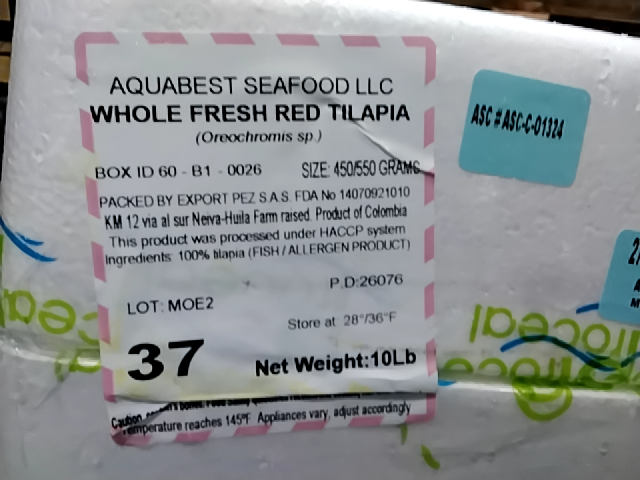 AQUABEST SEAFOOD LLC
WHOLE FRESH RED TILAPIA
(Oreochromis sp.)
BOX ID 60 - B1 - 0026 SIZE: 450/550 GRAMS
PACKED BY EXPORT PEZ S.A.S. FDA No 14070921010
KM 12 via al sur Neiva-Huila Farm raised. Product of Colombia
This product was processed under HACCP system
Ingredients: 100% tilapia (FISH / ALLERGEN PRODUCT)
P.D:26076
LOT: MOE2
Store at 28°/36°F
37 Net Weight:10Lb
Caution,
Temperature reaches 145°F Appliances vary, adjust accordingly
ASC # ASC-C-01324